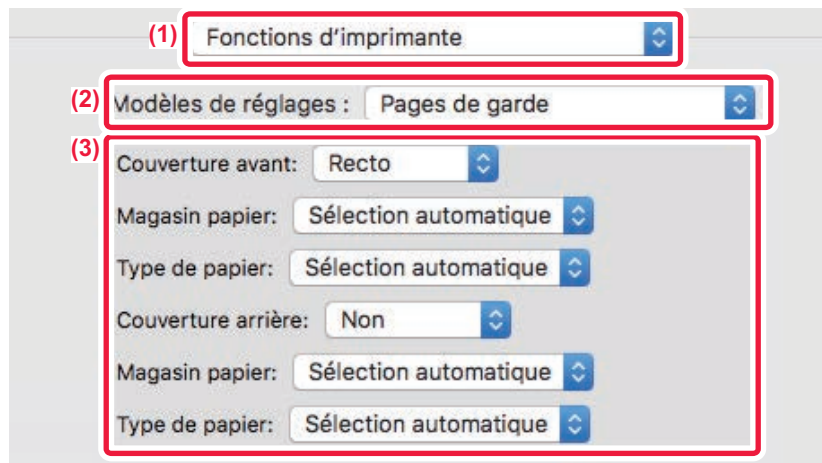 (1) Fonctions d'imprimante
(2) Modèles de réglages : Pages de garde
(3)
Couverture avant: Recto
Magasin papier: Sélection automatique
Type de papier: Sélection automatique
Couverture arrière: Non
Magasin papier: Sélection automatique
Type de papier: Sélection automatique